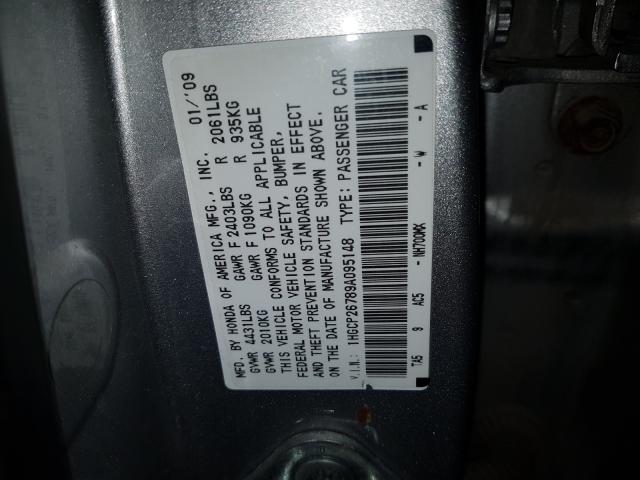 MFD. BY HONDA OF AMERICA MFG., INC. 01/'09
GVWR 4431LBS GAWR F 2403LBS R 2061LBS
GVWR 2010KG GAWR F 1090KG R 935KG
THIS VEHICLE CONFORMS TO ALL APPLICABLE
FEDERAL MOTOR VEHICLE SAFETY, BUMPER,
AND THEFT PREVENTION STANDARDS IN EFFECT
ON THE DATE OF MANUFACTURE SHOWN ABOVE.
V.I.N.: 1HGCP26789A095148 TYPE: PASSENGER CAR
TA5 9 AC5 - NH700MX -W -A